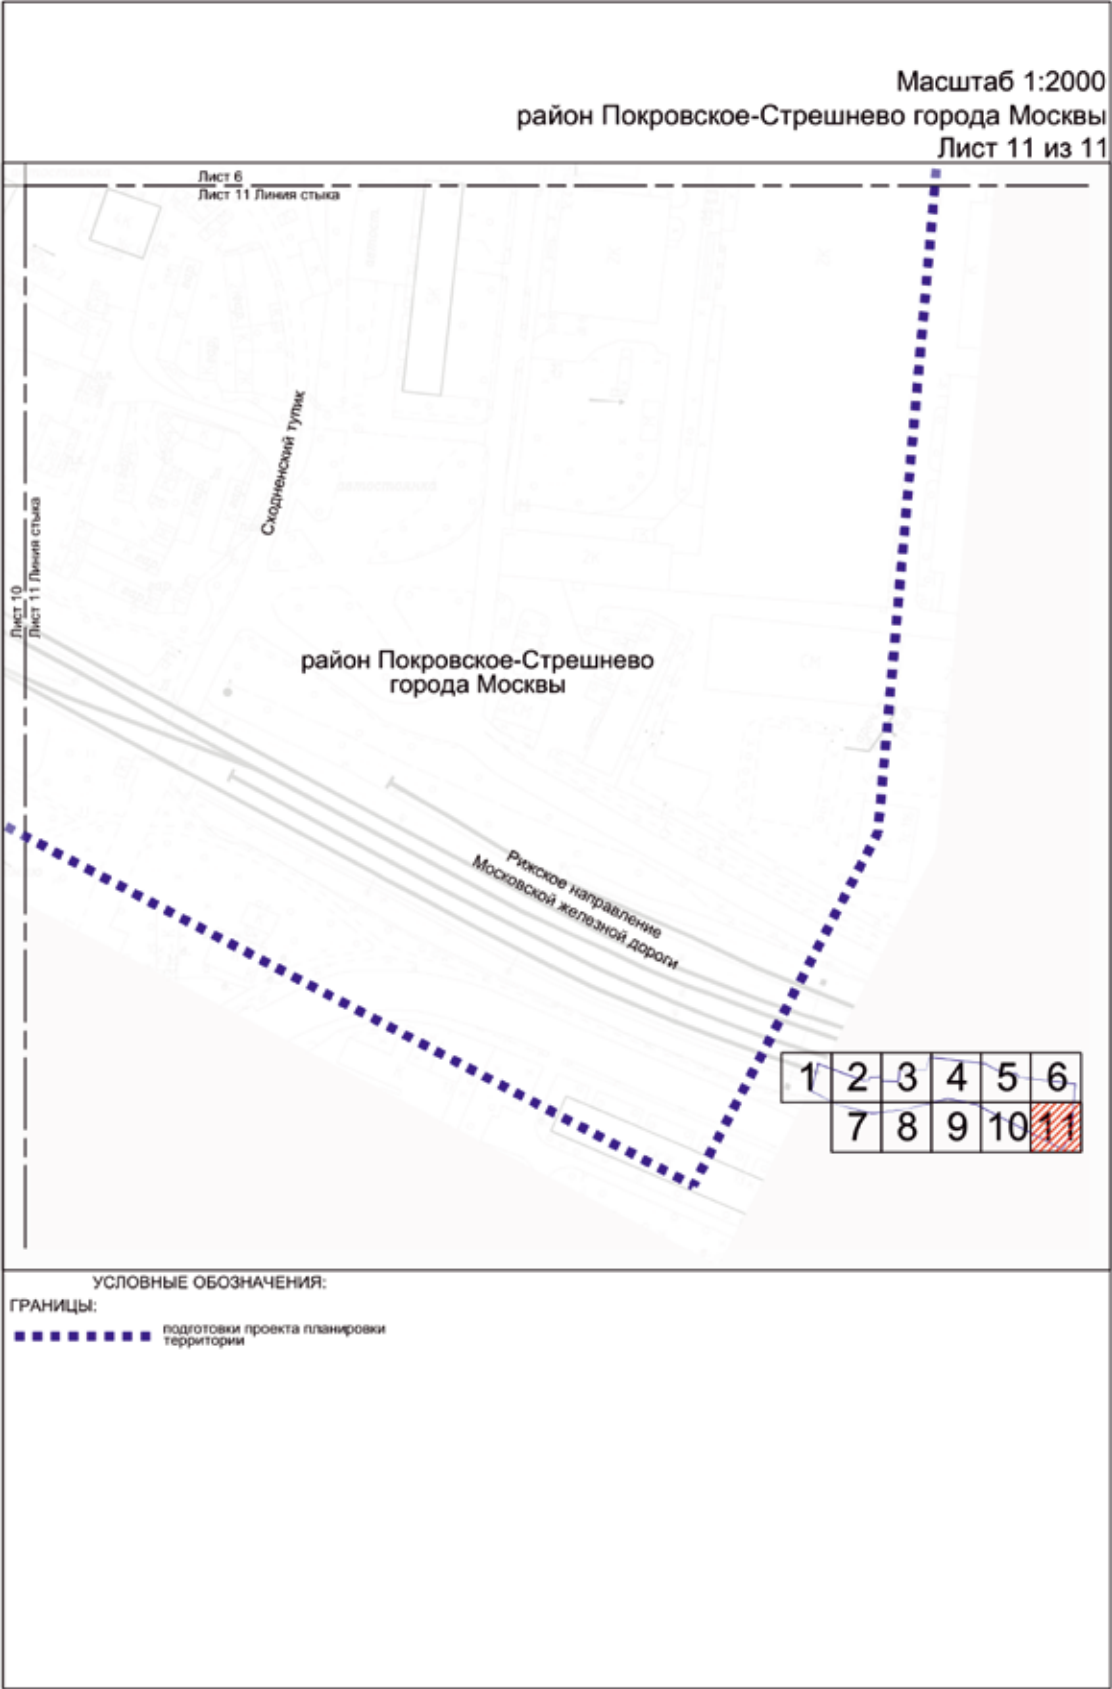 Масштаб 1:2000
район Покровское-Стрешнево города Москвы
Лист 11 из 11
Лист 6
Лист 11 Линия стыка
Сходненский тупик
автостоянка
Лист 10
Лист 11 Линия стыка
район Покровское-Стрешнево
города Москвы
Рижское направление
Московской железной дороги
1 2 3 4 5 6
7 8 9 10 11
УСЛОВНЫЕ ОБОЗНАЧЕНИЯ:
ГРАНИЦЫ:
подготовки проекта планировки
территории